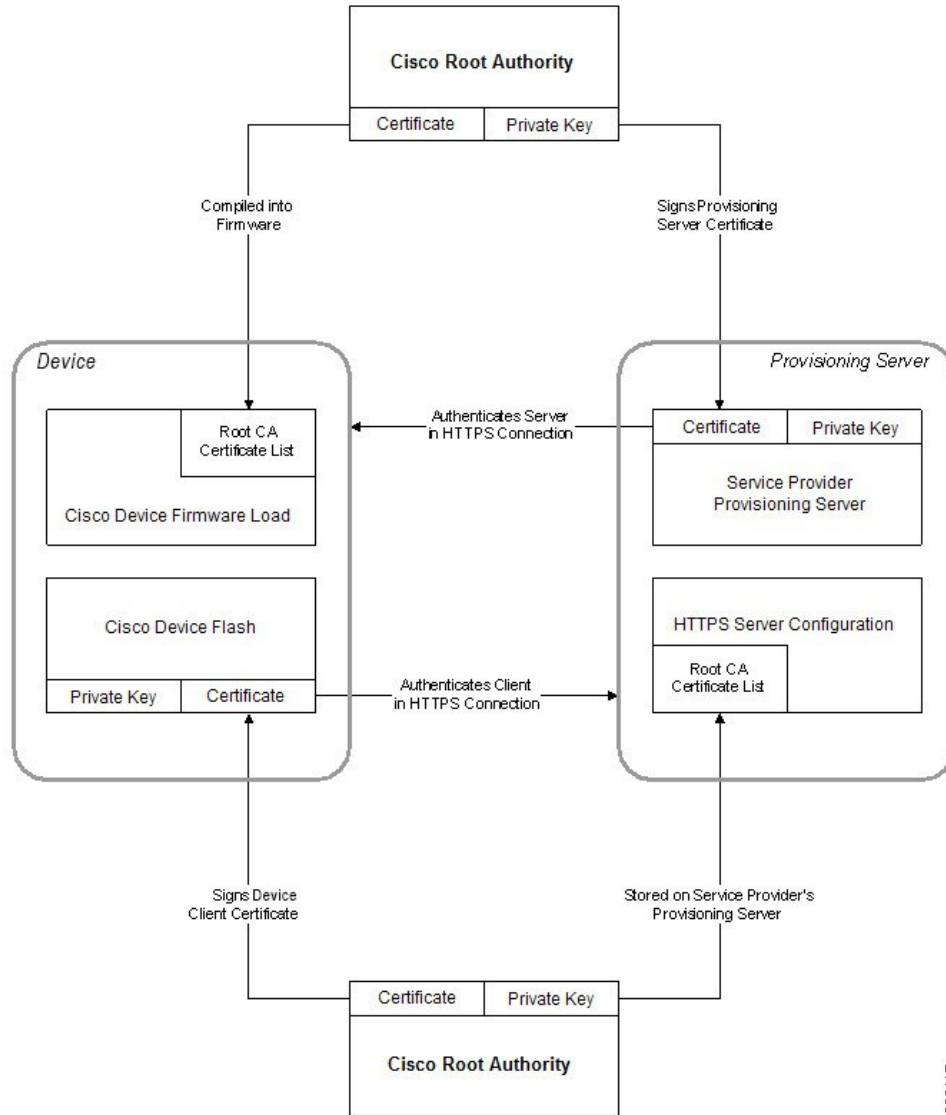 Cisco Root Authority
Certificate
Private Key
Compiled into
Firmware
Signs Provisioning
Server Certificate
Device
Provisioning Server
Root CA
Certificate List
Cisco Device Firmware Load
Authenticates Server
in HTTPS Connection
Certificate
Private Key
Service Provider
Provisioning Server
Cisco Device Flash
Private Key
Certificate
Authenticates Client
in HTTPS Connection
HTTPS Server Configuration
Root CA
Certificate List
Signs Device
Client Certificate
Stored on Service Provider's
Provisioning Server
Certificate
Private Key
Cisco Root Authority